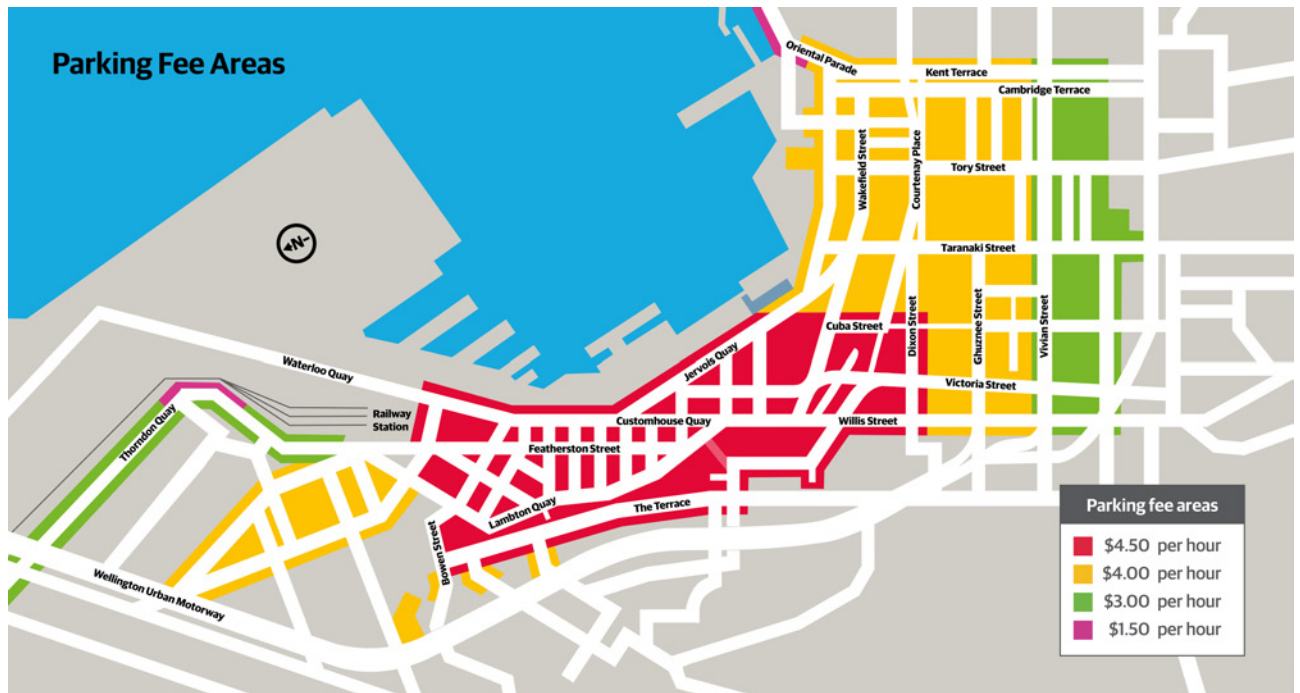 Parking Fee Areas
Oriental Parade
Kent Terrace
Cambridge Terrace
Wakefield Street
Courtenay Place
Tory Street
N
Taranaki Street
Cuba Street
Dixon Street
Ghuznee Street
Vivian Street
Jervois Quay
Waterloo Quay
Victoria Street
Railway
Station
Thorndon Quay
Customhouse Quay
Willis Street
Featherston Street
Lambton Quay
The Terrace
Bowen Street
Wellington Urban Motorway
Parking fee areas
$4.50 per hour
$4.00 per hour
$3.00 per hour
$1.50 per hour